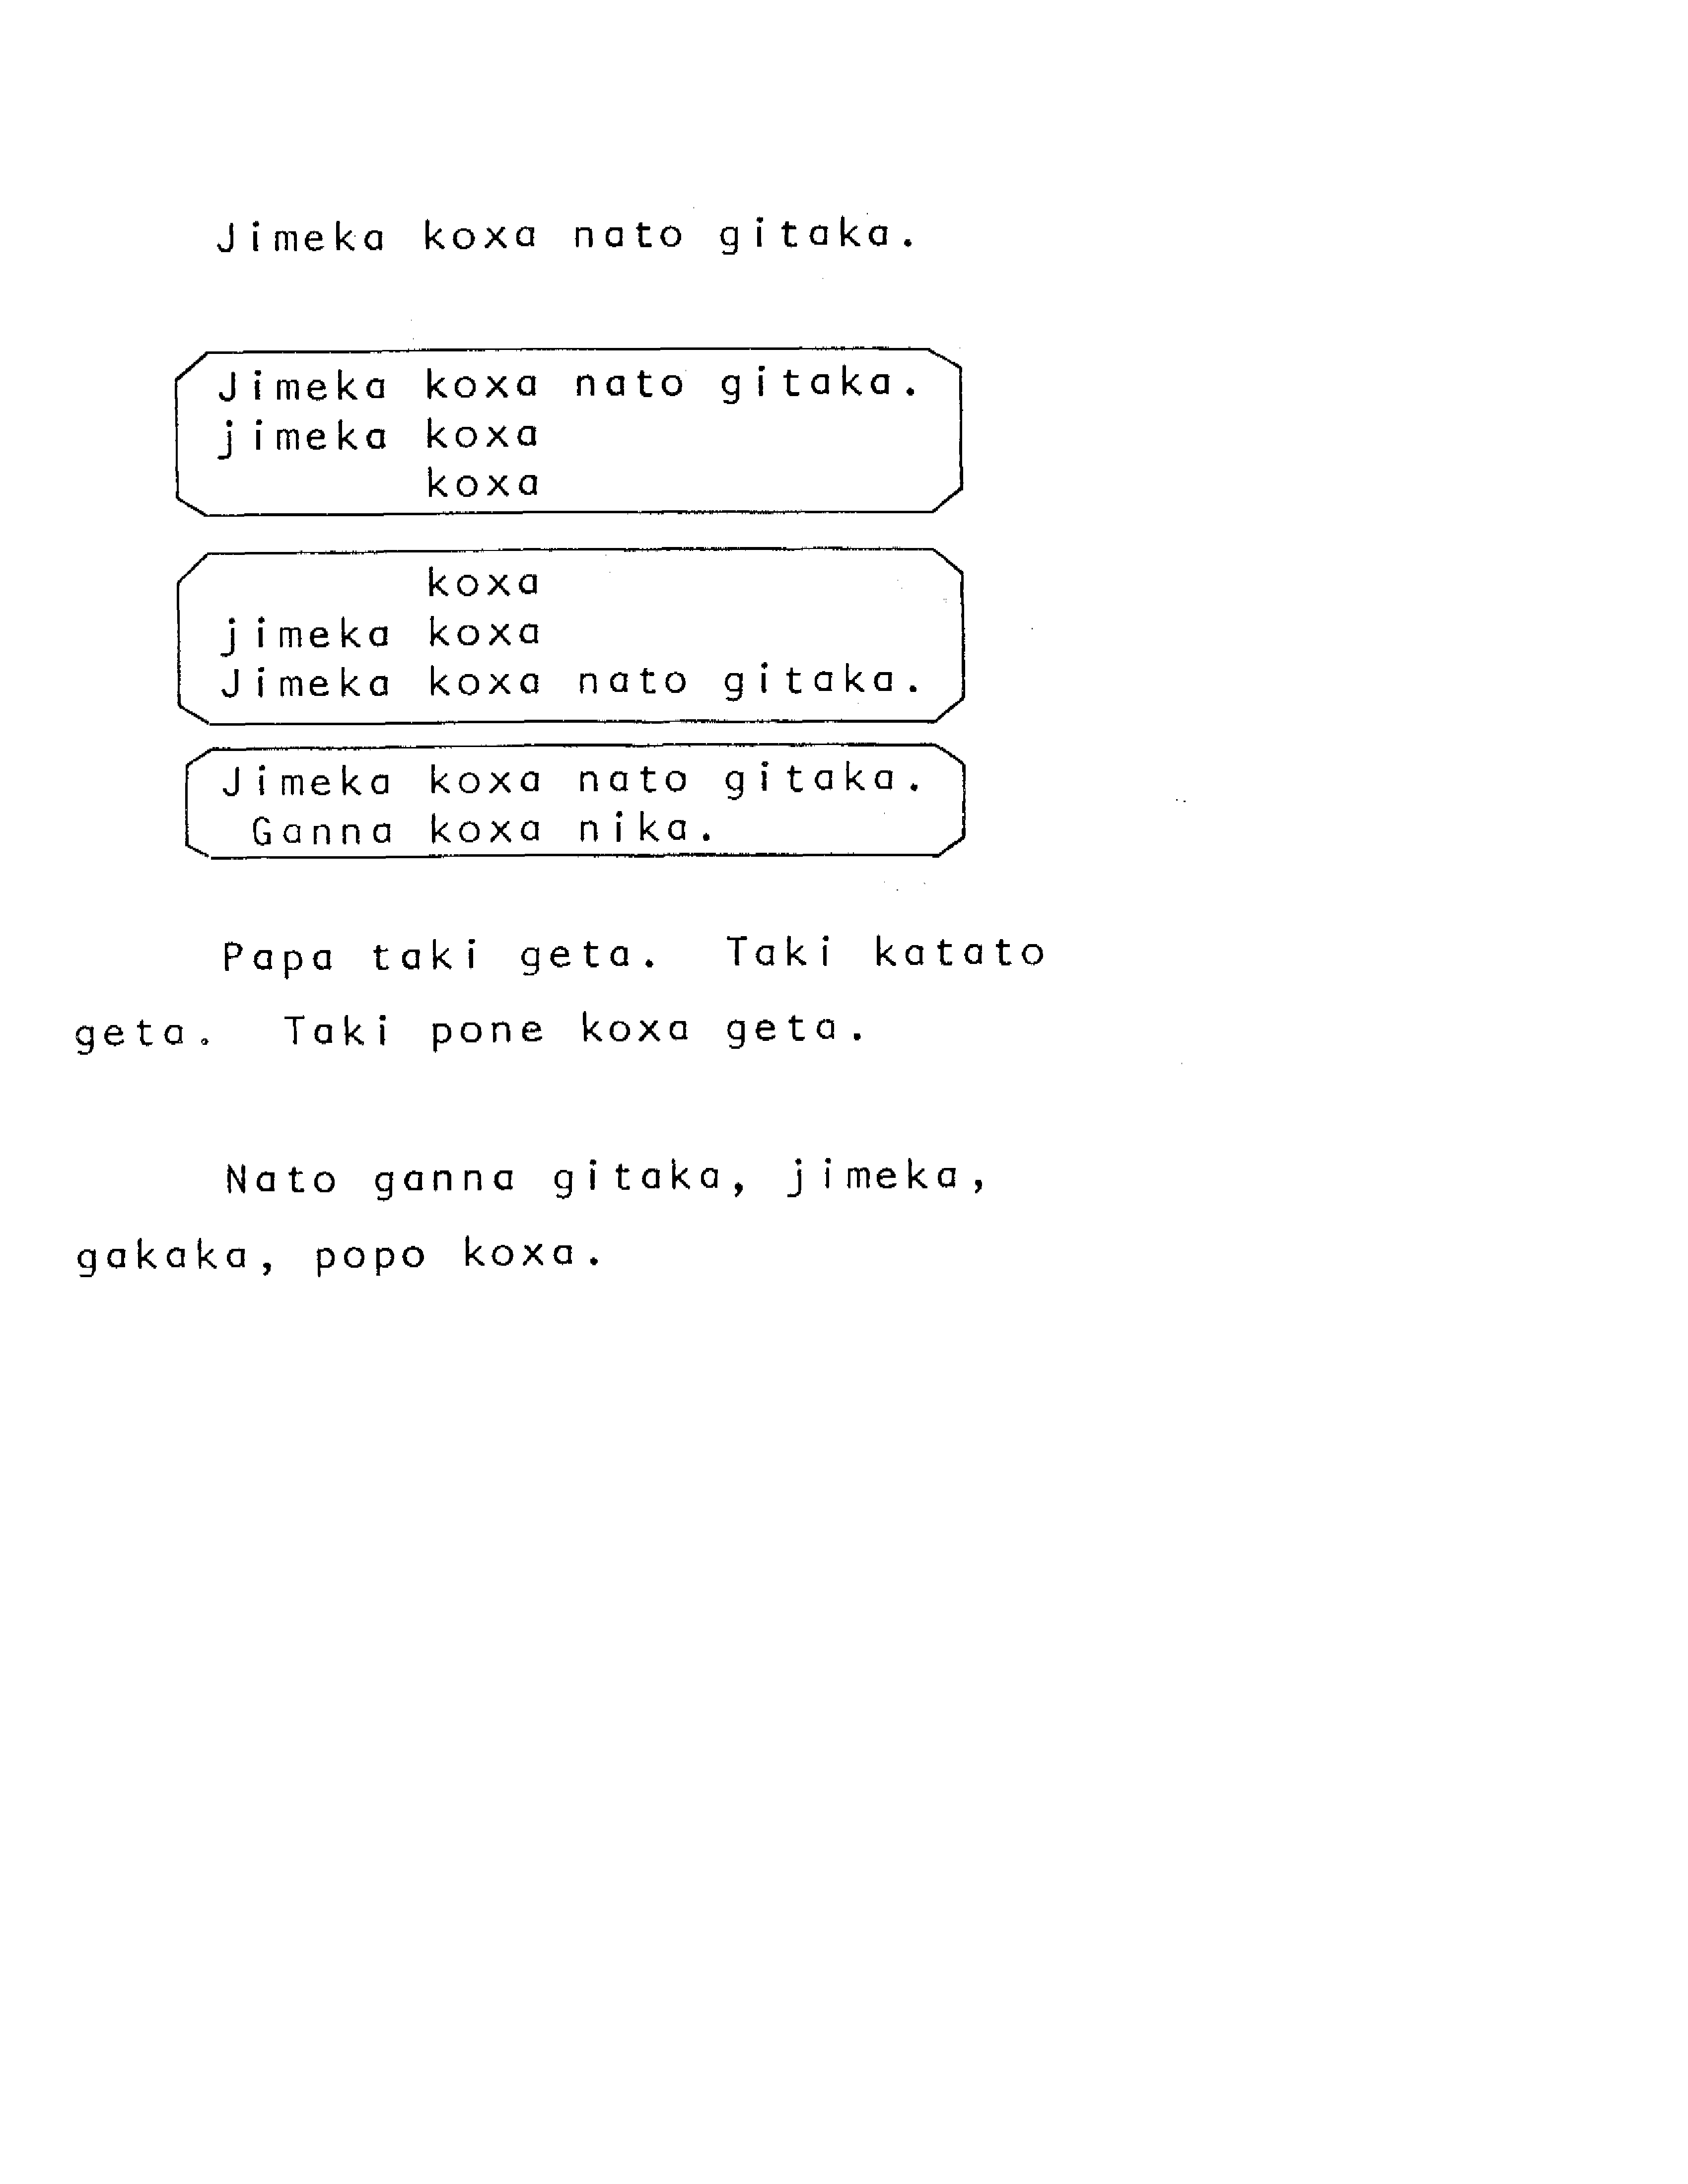 Jimeka koxa nato gitaka.
Jimeka koxa nato gitaka.
jimeka koxa
koxa
koxa
jimeka koxa
Jimeka koxa nato gitaka.
Jimeka koxa nato gitaka.
Ganna koxa nika.
Papa taki geta. Taki katato
geta. Taki pone koxa geta.
Nato ganna gitaka, jimeka,
gakaka, popo koxa.